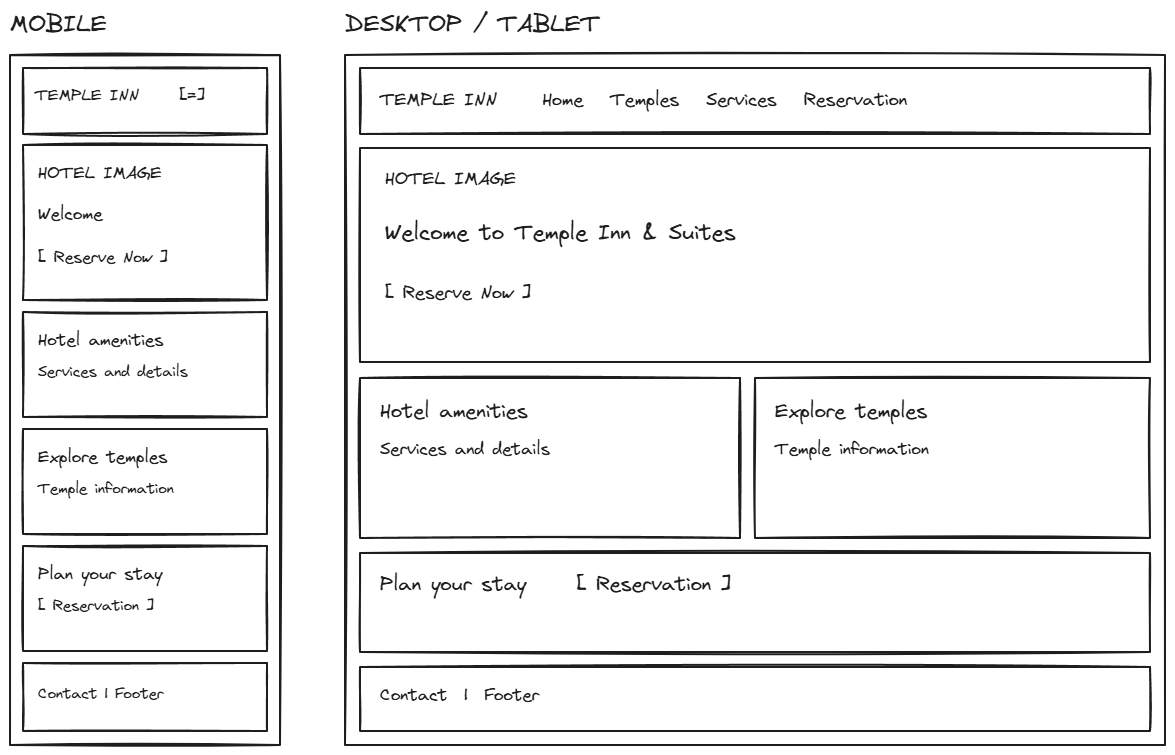 MOBILE
TEMPLE INN [=]
HOTEL IMAGE
Welcome
[ Reserve Now ]
Hotel amenities
Services and details
Explore temples
Temple information
Plan your stay
[ Reservation ]
Contact | Footer
DESKTOP / TABLET
TEMPLE INN Home Temples Services Reservation
HOTEL IMAGE
Welcome to Temple Inn & Suites
[ Reserve Now ]
Hotel amenities
Services and details
Explore temples
Temple information
Plan your stay [ Reservation ]
Contact | Footer